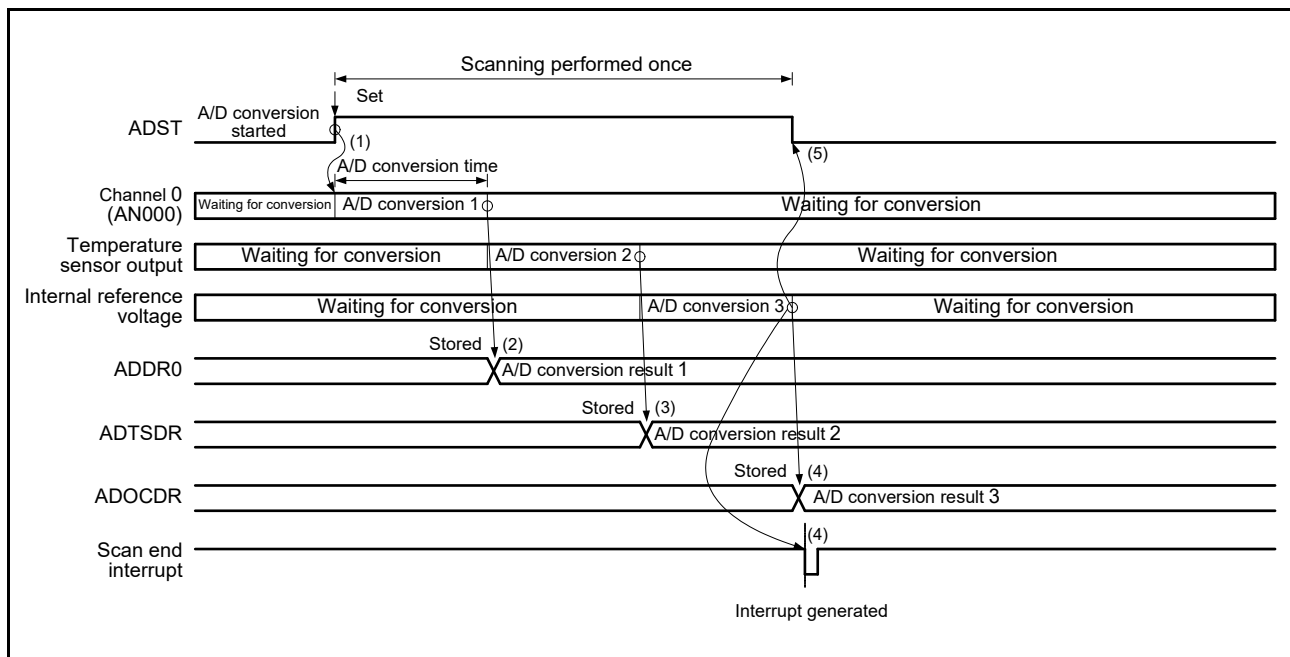 Scanning performed once
Set
ADST
A/D conversion
started
(1)
(5)
A/D conversion time
Channel 0
(AN000)
Waiting for conversion
A/D conversion 1
Waiting for conversion
Temperature
sensor output
Waiting for conversion
A/D conversion 2
Waiting for conversion
Internal reference
voltage
Waiting for conversion
A/D conversion 3
Waiting for conversion
Stored
(2)
ADDR0
A/D conversion result 1
Stored
(3)
ADTSDR
A/D conversion result 2
Stored
(4)
ADOCDR
A/D conversion result 3
Scan end
interrupt
(4)
Interrupt generated